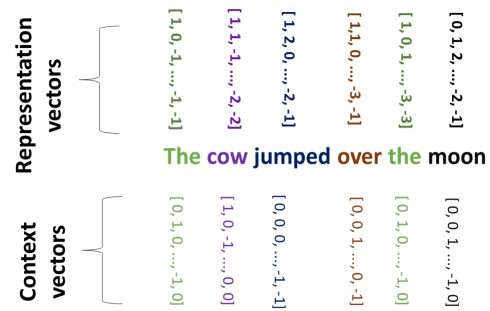 Representation
vectors
[ 1, 0, -1, ..., -1, -1]
[ 1, 1, -1, ...,-2, -2]
[ 1, 2, 0, ..., -2, -1]
[ 1,1, 0, ..., -3, -1]
[ 1, 0, 1, ..., -3, -3]
[ 0, 1, 2, ..., -2, -1]
The cow jumped over the moon
Context
vectors
[ 0, 1, 0, ..., -1, 0]
[ 1, 0, -1, ..., 0, 0]
[ 0, 0, 0, ..., -1, -1]
[ 0, 0, 1, ..., 0, -1]
[ 0, 1, 0, ..., -1, 0]
[ 0, 0, 1, ..., -1, 0]